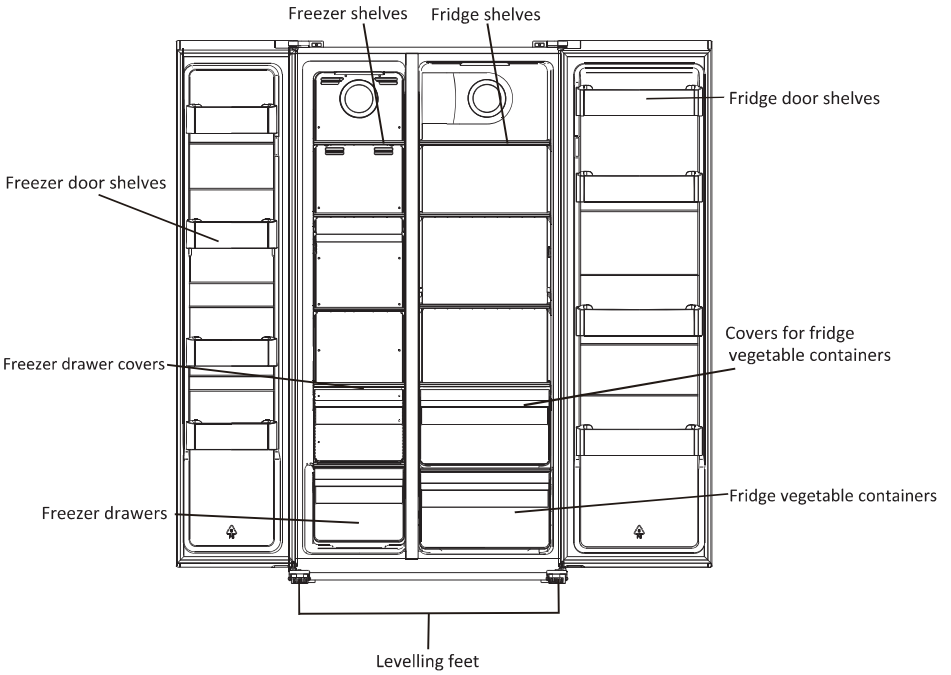 Freezer shelves
Fridge shelves
Fridge door shelves
Freezer door shelves
Covers for fridge
vegetable containers
Freezer drawer covers
Fridge vegetable containers
Freezer drawers
Levelling feet